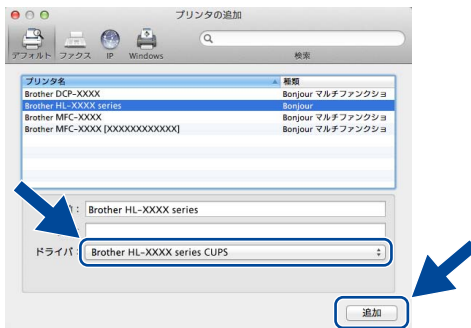 プリンタの追加
デフォルト ファクス IP Windows 検索
プリンタ名 種類
Brother DCP-XXXX Bonjour マルチファンクショ
Brother HL-XXXX series Bonjour
Brother MFC-XXXX Bonjour マルチファンクショ
Brother MFC-XXXX [XXXXXXXXXXXX] Bonjour マルチファンクショ
: Brother HL-XXXX series
ドライバ: Brother HL-XXXX series CUPS
追加